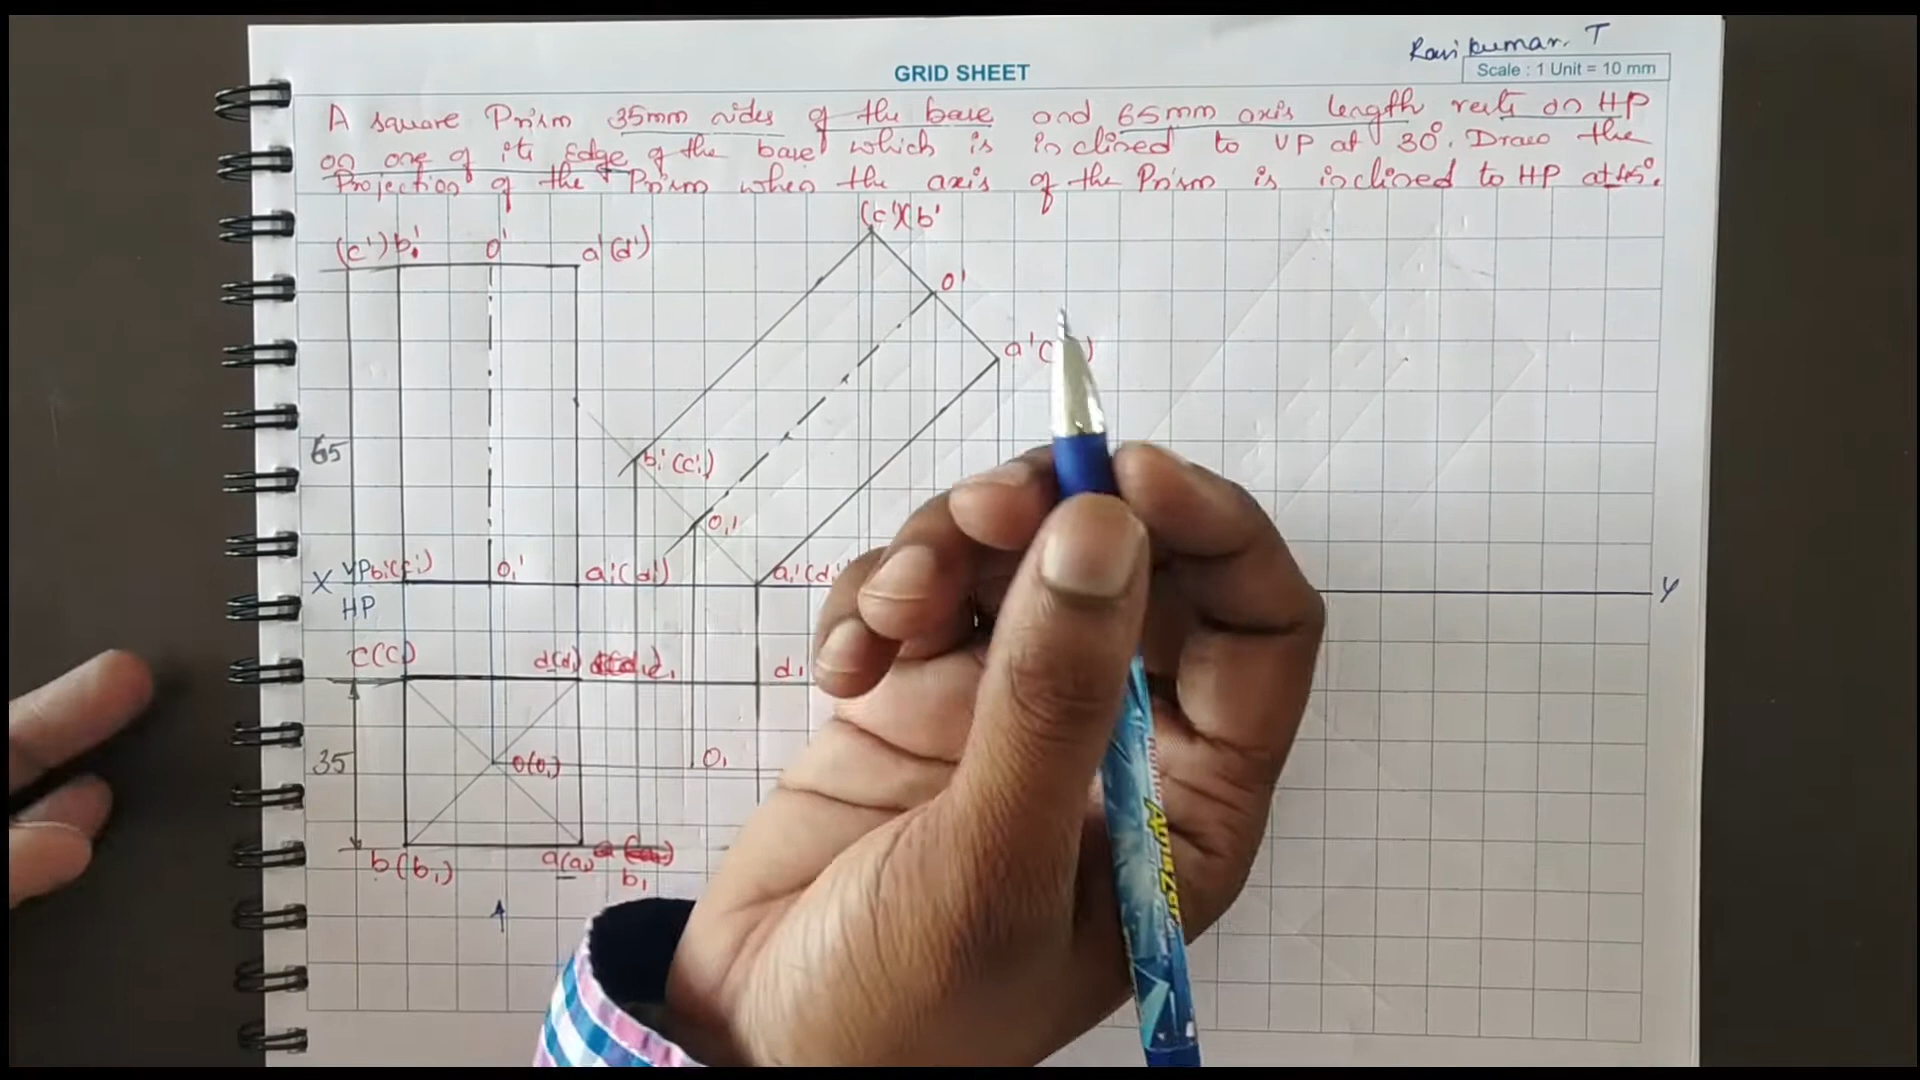 Ravikumar. T
GRID SHEET
Scale : 1 Unit = 10 mm
A square Prism 35mm sides of the base and 65mm axis length rests on HP
on one of its Edge of the base which is inclined to VP at 30°. Draw the
Projection of the Prism when the axis of the Prism is inclined to HP at 45°.
(c')(b'
(c') b' o' a'(d')
o'
a'(
65
b₁'(c₁')
o₁'
X VP b₁'(c₁') o₁' a₁'(d₁') a₁'(d₁' Y
HP
d(d₁) d₁
35 o(o₁) o₁
b(b₁) a(a₁) b₁
AmaZer